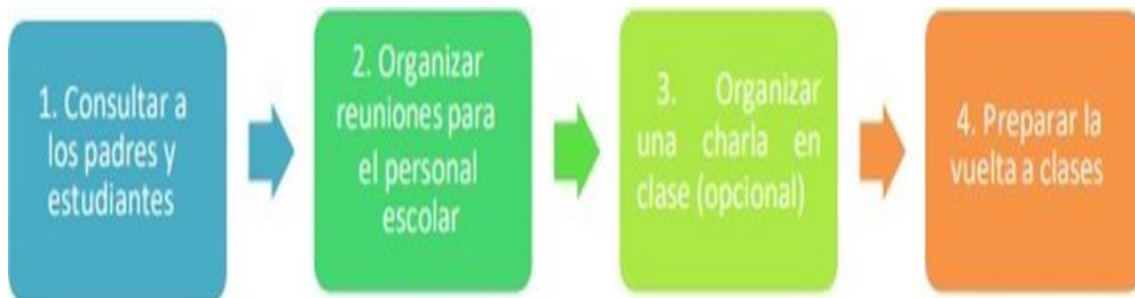 1. Consultar a
los padres y
estudiantes
2. Organizar
reuniones para
el personal
escolar
3. Organizar
una charla en
clase (opcional)
4. Preparar la
vuelta a clases